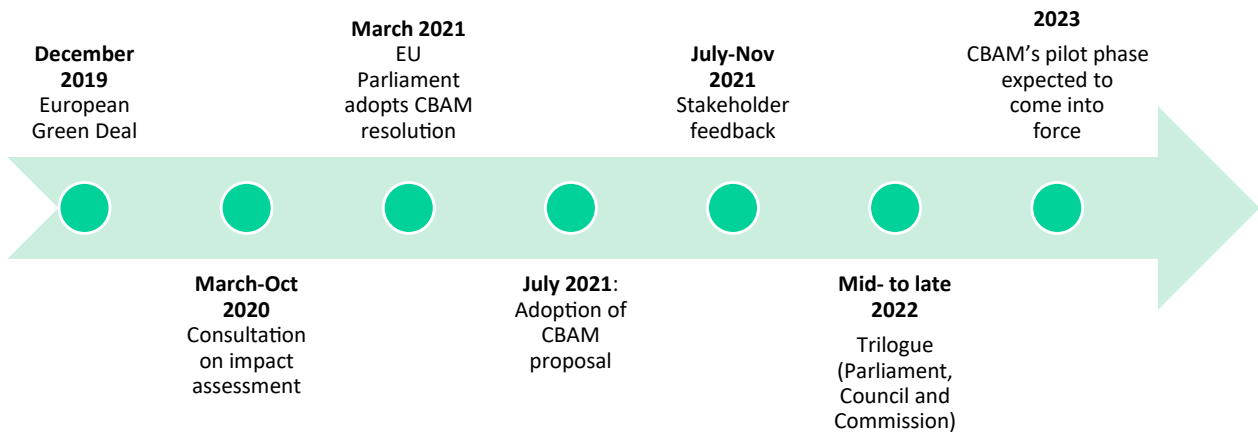 December
2019
European
Green Deal
March-Oct
2020
Consultation
on impact
assessment
March 2021
EU
Parliament
adopts CBAM
resolution
July 2021:
Adoption of
CBAM
proposal
July-Nov
2021
Stakeholder
feedback
Mid- to late
2022
Trilogue
(Parliament,
Council and
Commission)
2023
CBAM’s pilot phase
expected to
come into
force